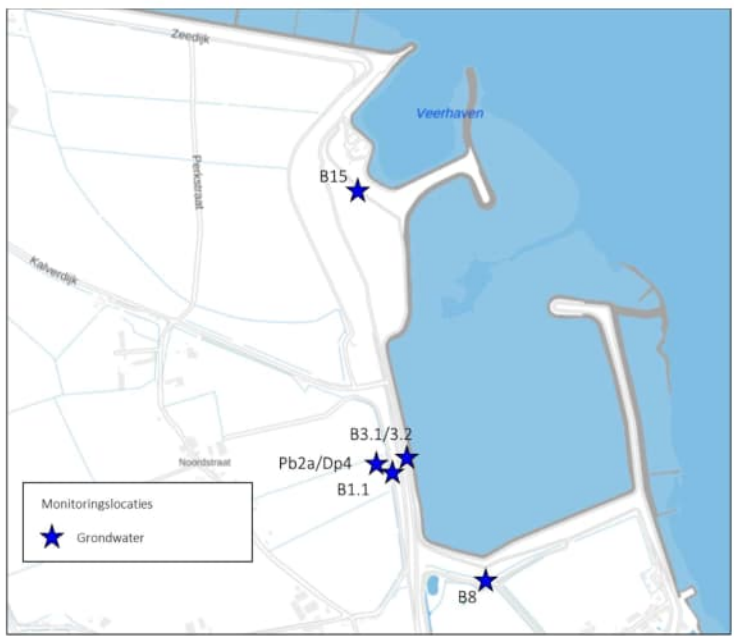 Zeedijk
Veerhaven
Perkstraat
B15
Kalverdijk
B3.1/3.2
Noordstraat
Pb2a/Dp4
B1.1
Monitoringslocaties
Grondwater
B8